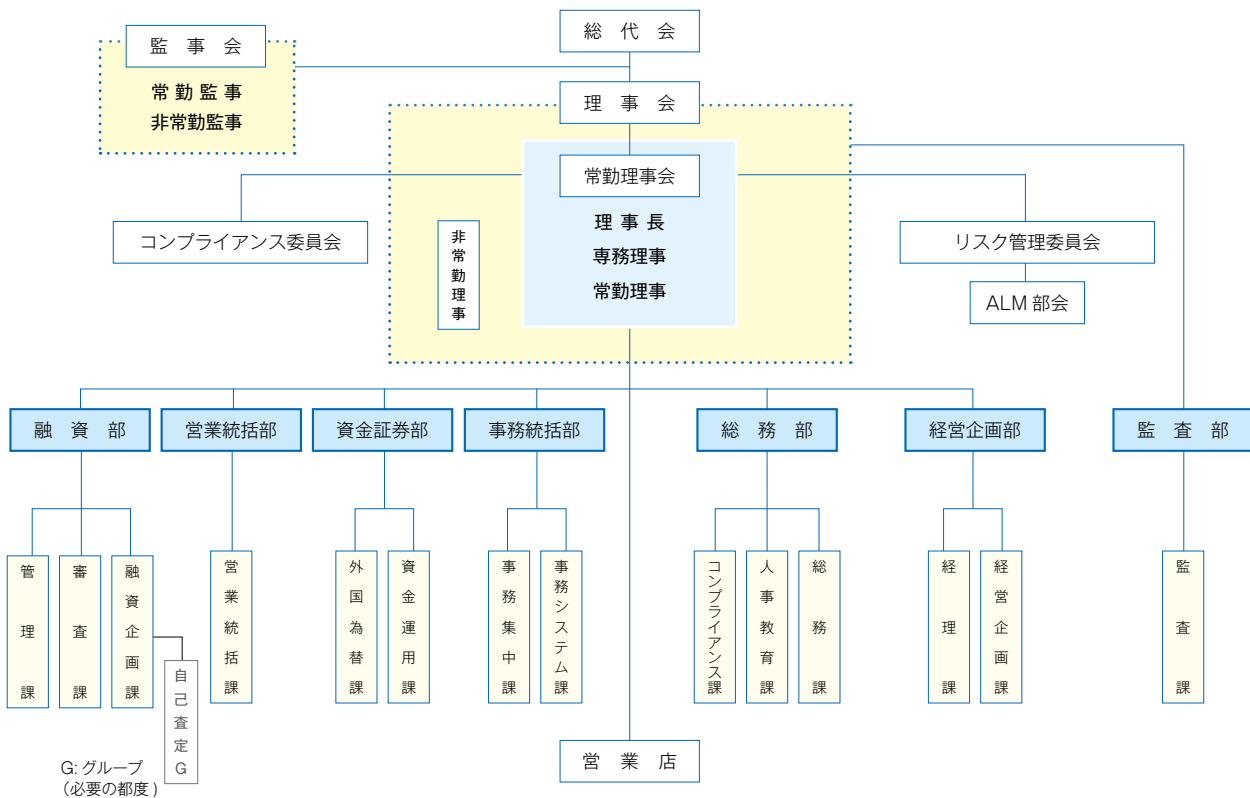 総代会
監事会
常勤監事
非常勤監事
理事会
常勤理事会
理事長
専務理事
常勤理事
非常勤理事
コンプライアンス委員会
リスク管理委員会
ALM部会
融資部
営業統括部
資金証券部
事務統括部
総務部
経営企画部
監査部
管理課
審査課
融資企画課
自己査定G
営業統括課
外国為替課
資金運用課
事務集中課
事務システム課
コンプライアンス課
人事教育課
総務課
経理課
経営企画課
監査課
営業店
G:グループ
(必要の都度)